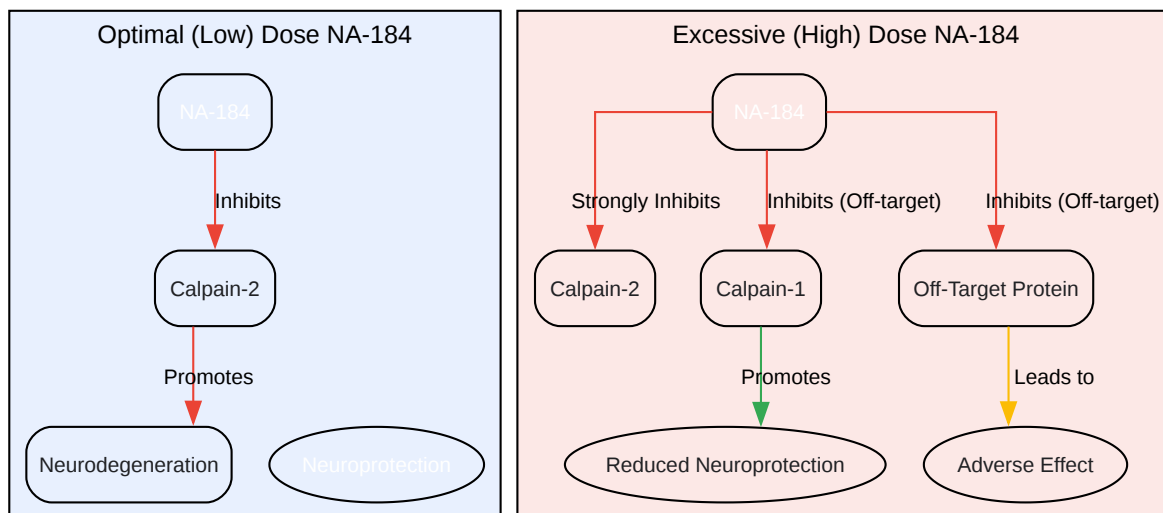 Optimal (Low) Dose NA-184
NA-184
Inhibits
Calpain-2
Promotes
Neurodegeneration
Neuroprotection
Excessive (High) Dose NA-184
NA-184
Strongly Inhibits
Inhibits (Off-target)
Inhibits (Off-target)
Calpain-2
Calpain-1
Off-Target Protein
Promotes
Leads to
Reduced Neuroprotection
Adverse Effect